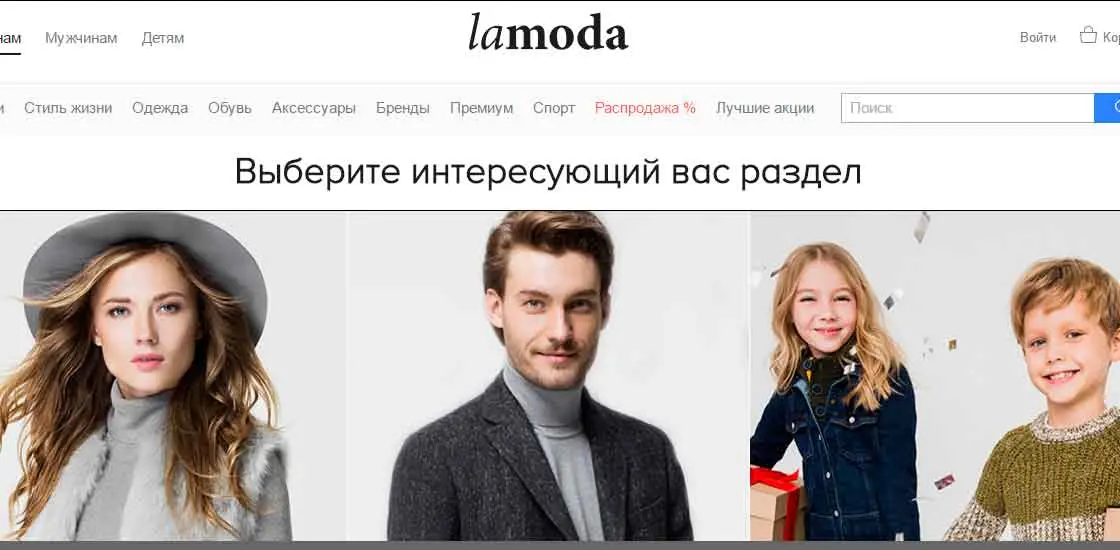 lamoda
нам Мужчинам Детям
Войти
и Стиль жизни Одежда Обувь Аксессуары Бренды Премиум Спорт Распродажа % Лучшие акции Поиск
Выберите интересующий вас раздел